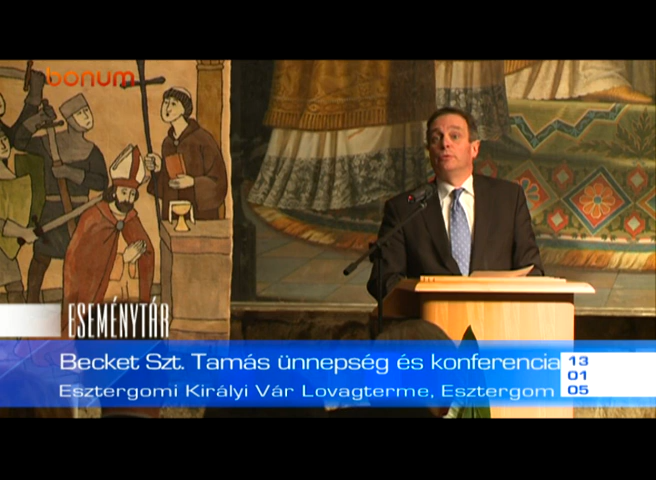 bonum
ESEMÉNYTÁR
Becket Szt. Tamás ünnepség és konferencia
Esztergomi Királyi Vár Lovagterme, Esztergom
13
01
05